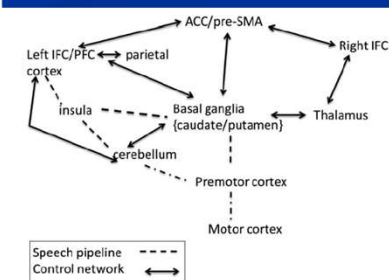 ACC/pre-SMA
Right IFC
Left IFC/PFC parietal
cortex
insula
Basal ganglia
{caudate/putamen}
Thalamus
cerebellum
Premotor cortex
Motor cortex
Speech pipeline
Control network